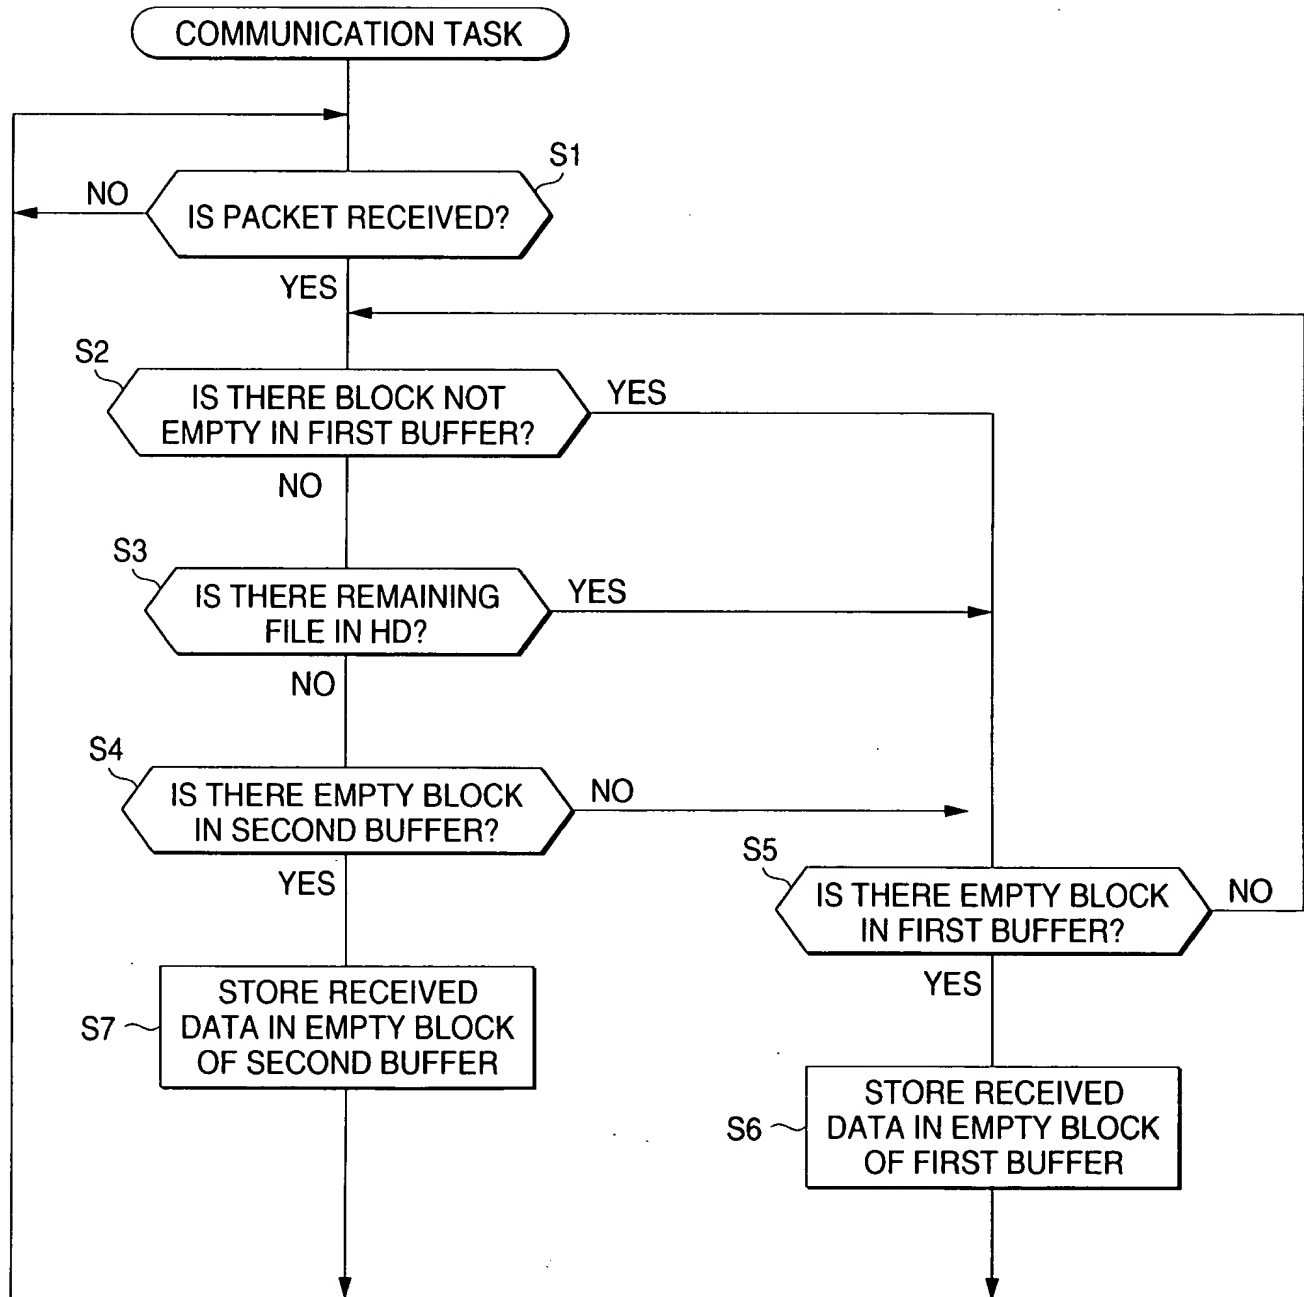 COMMUNICATION TASK
S1
NO
IS PACKET RECEIVED?
YES
S2
IS THERE BLOCK NOT
EMPTY IN FIRST BUFFER?
YES
NO
S3
IS THERE REMAINING
FILE IN HD?
YES
NO
S4
IS THERE EMPTY BLOCK
IN SECOND BUFFER?
NO
YES
S5
IS THERE EMPTY BLOCK
IN FIRST BUFFER?
NO
YES
S7
STORE RECEIVED
DATA IN EMPTY BLOCK
OF SECOND BUFFER
S6
STORE RECEIVED
DATA IN EMPTY BLOCK
OF FIRST BUFFER